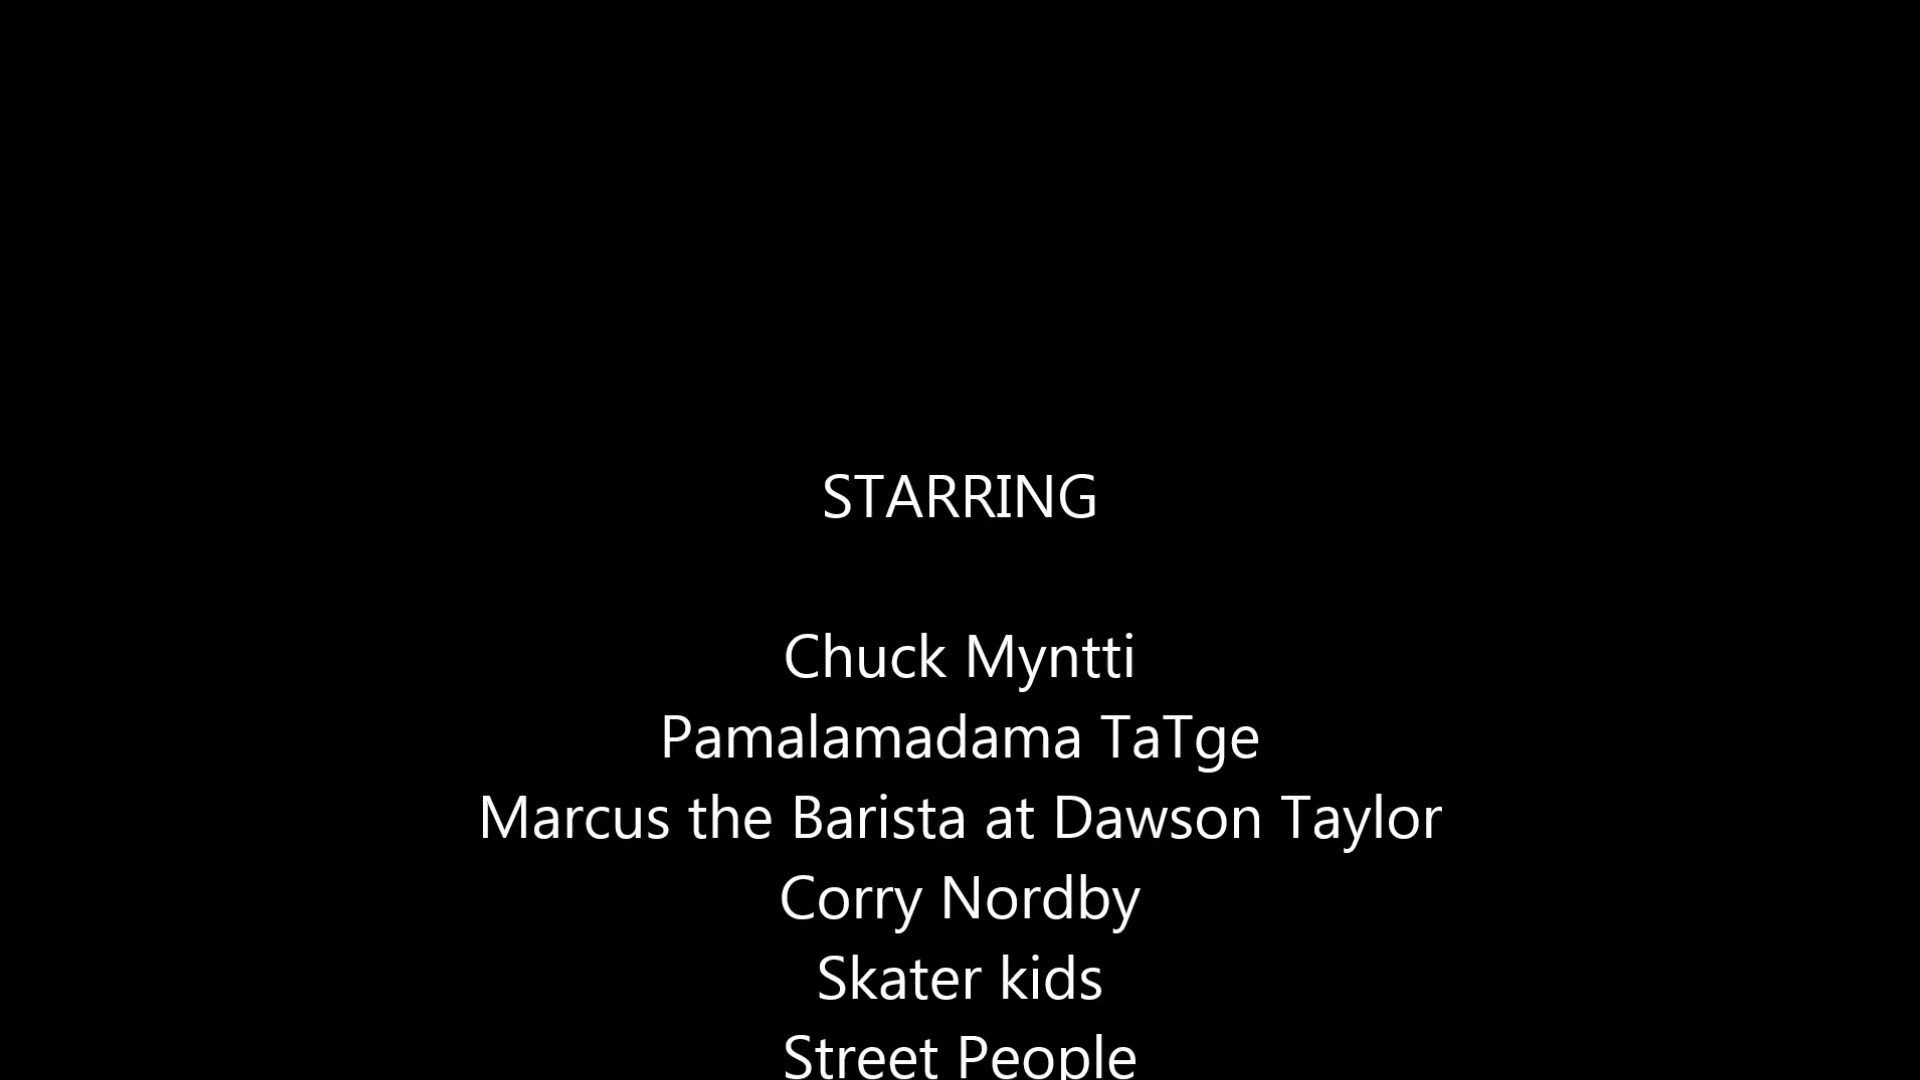 STARRING
Chuck Myntti
Pamalamadama TaTge
Marcus the Barista at Dawson Taylor
Corry Nordby
Skater kids
Street People